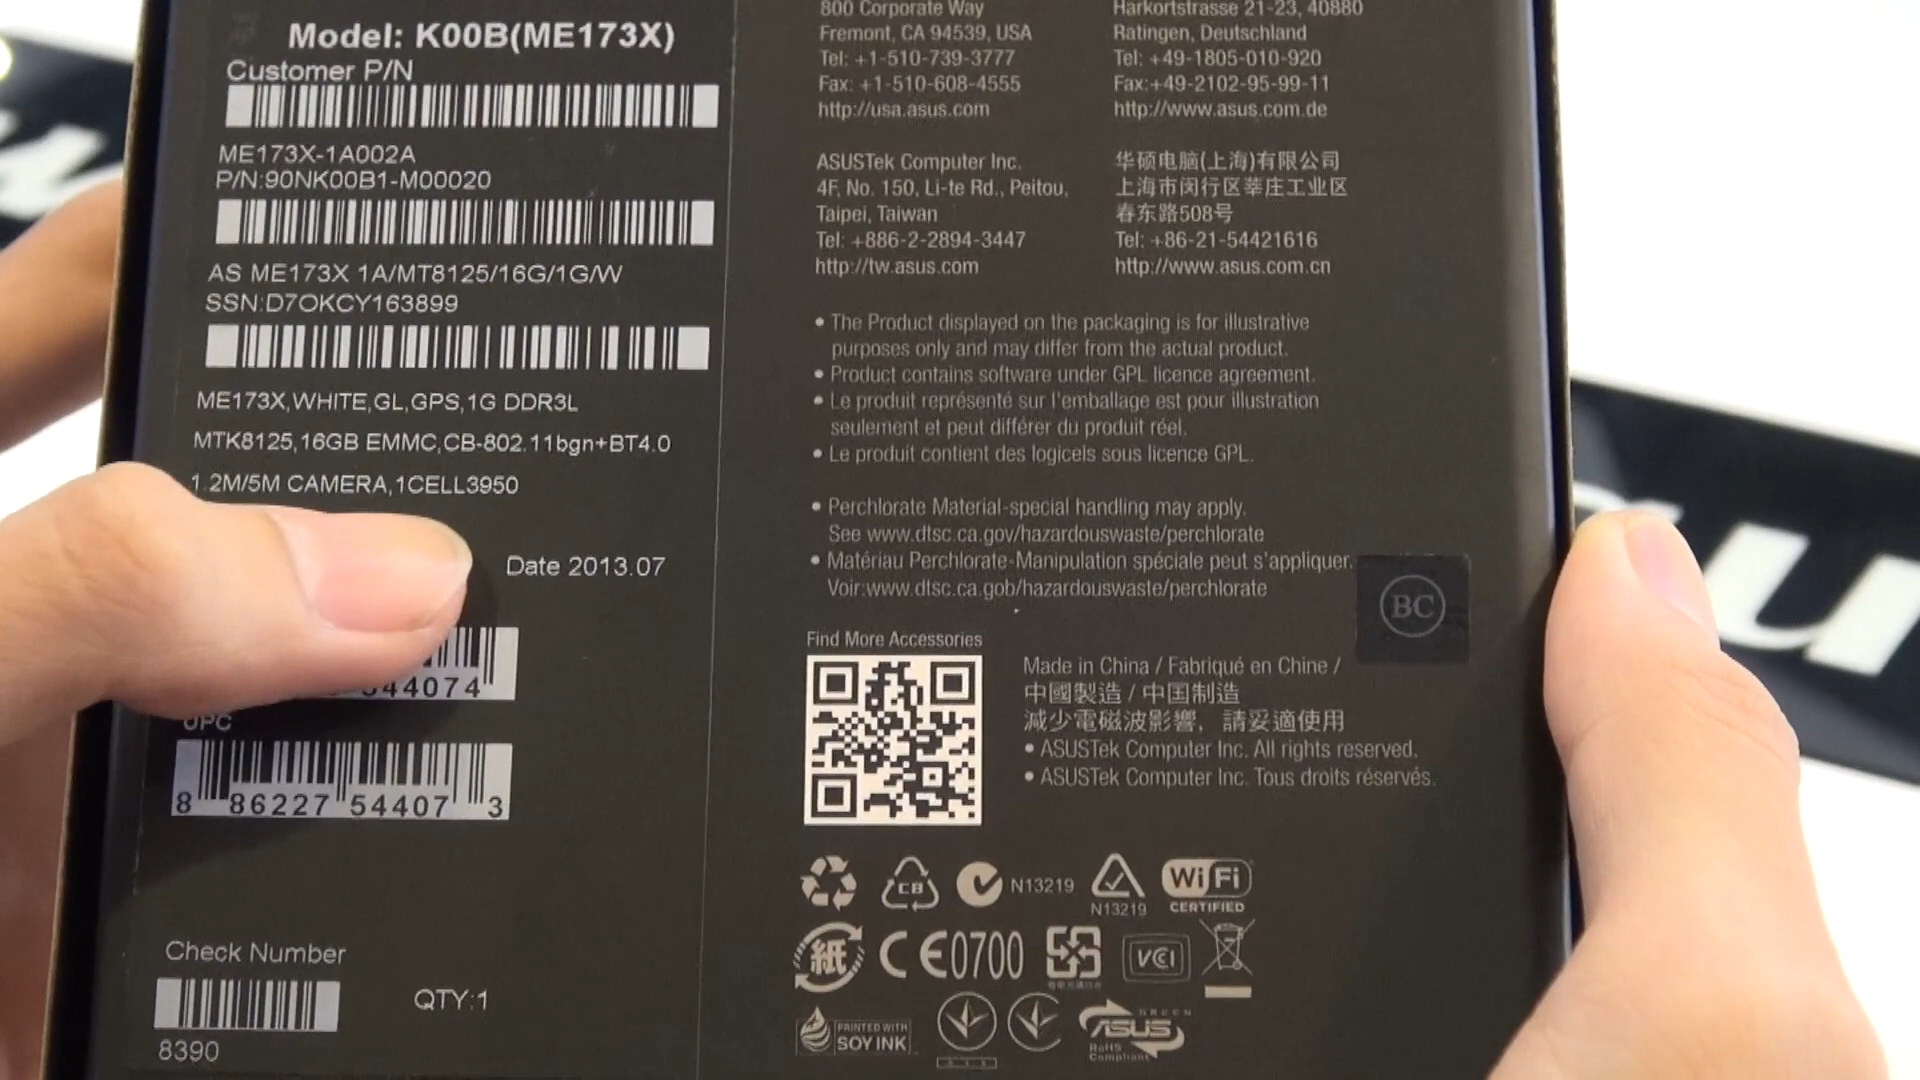 Model: K00B(ME173X)
Customer P/N
ME173X-1A002A
P/N:90NK00B1-M00020
AS ME173X 1A/MT8125/16G/1G/W
SSN:D7OKCY163899
ME173X,WHITE,GL,GPS,1G DDR3L
MTK8125,16GB EMMC,CB-802.11bgn+BT4.0
1.2M/5M CAMERA,1CELL3950
Date 2013.07
544074
UPC
8 86227 54407 3
Check Number
QTY:1
8390
800 Corporate Way
Fremont, CA 94539, USA
Tel: +1-510-739-3777
Fax: +1-510-608-4555
http://usa.asus.com
Harkortstrasse 21-23, 40880
Ratingen, Deutschland
Tel: +49-1805-010-920
Fax:+49-2102-95-99-11
http://www.asus.com.de
ASUSTek Computer Inc.
4F, No. 150, Li-te Rd., Peitou,
Taipei, Taiwan
Tel: +886-2-2894-3447
http://tw.asus.com
华硕电脑(上海)有限公司
上海市闵行区莘庄工业区
春东路508号
Tel: +86-21-54421616
http://www.asus.com.cn
• The Product displayed on the packaging is for illustrative
purposes only and may differ from the actual product.
• Product contains software under GPL licence agreement.
• Le produit représenté sur l'emballage est pour illustration
seulement et peut différer du produit réel.
• Le produit contient des logicels sous licence GPL.
• Perchlorate Material-special handling may apply.
See www.dtsc.ca.gov/hazardouswaste/perchlorate
• Matériau Perchlorate-Manipulation spéciale peut s'appliquer.
Voir:www.dtsc.ca.gob/hazardouswaste/perchlorate
BC
Find More Accessories
Made in China / Fabriqué en Chine /
中國製造 / 中国制造
減少電磁波影響，請妥適使用
• ASUSTek Computer Inc. All rights reserved.
• ASUSTek Computer Inc. Tous droits réservés.
CB
N13219
N13219
Wi Fi
CERTIFIED
紙
CE0700
VCI
PRINTED WITH
SOY INK
GREEN
ASUS
RoHS
Compliant